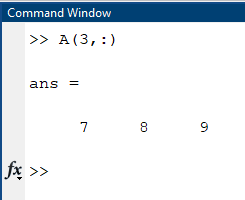 Command Window
>> A(3,:)
ans =
7 8 9
fx >>